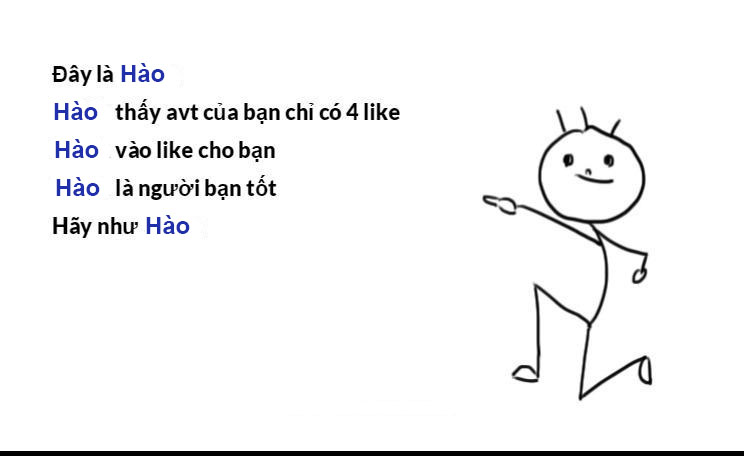 Đây là Hào
Hào thấy avt của bạn chỉ có 4 like
Hào vào like cho bạn
Hào là người bạn tốt
Hãy như Hào